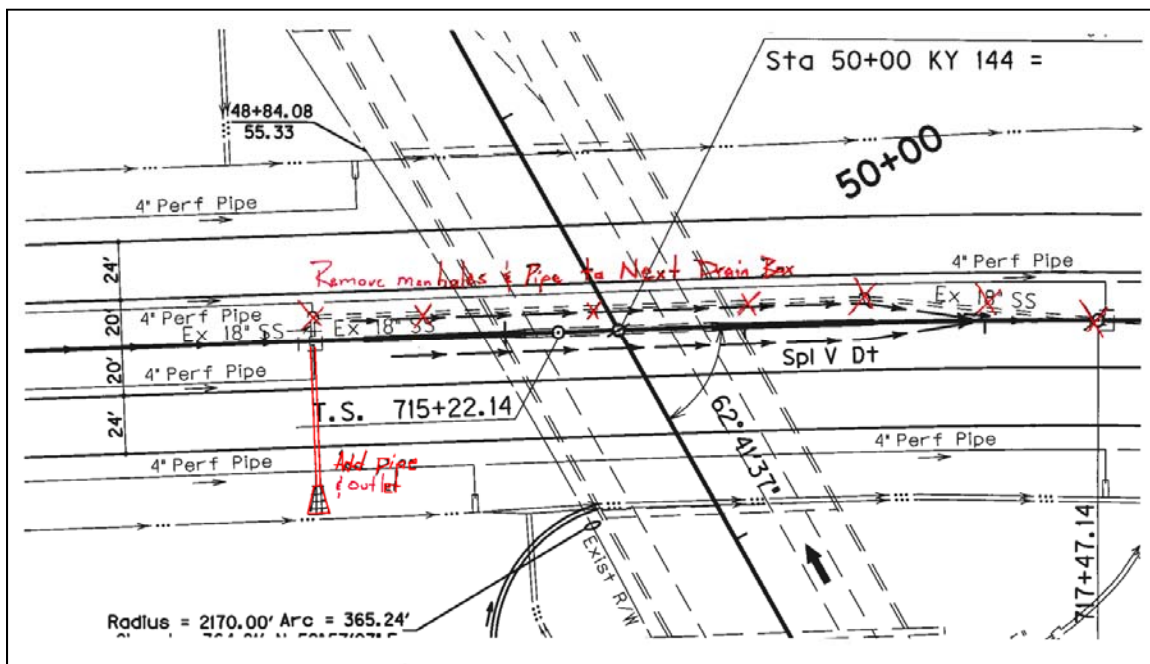 Sta 50+00 KY 144 =
48+84.08
55.33
50+00
4" Perf Pipe
24'
Remove manholes & Pipe to Next Drain Box
4" Perf Pipe
4" Perf Pipe
20'
Ex 18" SS
Ex 18" SS
Ex 18" SS
20'
4" Perf Pipe
Spl V Dt
T.S. 715+22.14
62°41'37"
24'
4" Perf Pipe
4" Perf Pipe
Add pipe
& outlet
Exist R/W
717+47.14
Radius = 2170.00' Arc = 365.24'